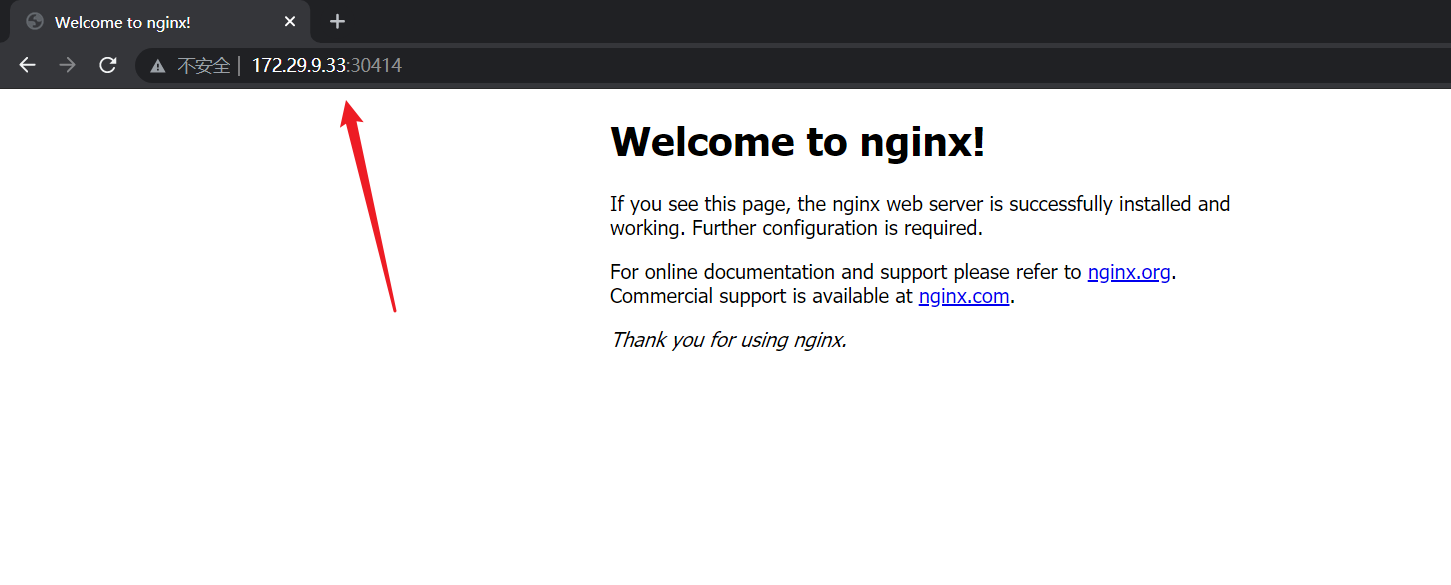 Welcome to nginx!
不安全 | 172.29.9.33:30414
Welcome to nginx!
If you see this page, the nginx web server is successfully installed and
working. Further configuration is required.
For online documentation and support please refer to nginx.org.
Commercial support is available at nginx.com.
Thank you for using nginx.